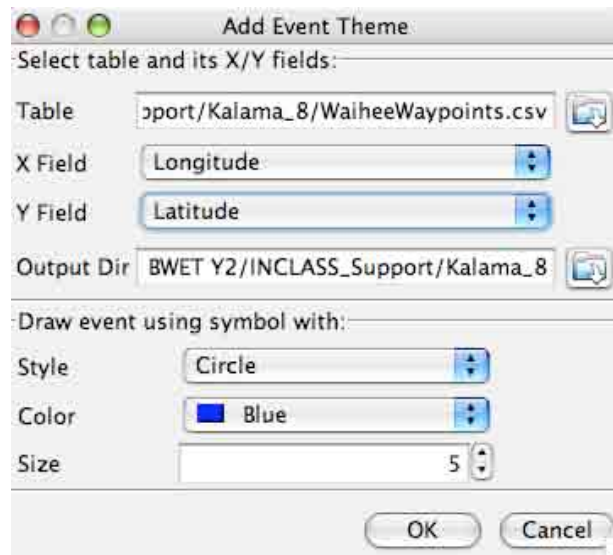 Add Event Theme
Select table and its X/Y fields:
Table pport/Kalama_8/WaiheeWaypoints.csv
X Field Longitude
Y Field Latitude
Output Dir BWET Y2/INCLASS_Support/Kalama_8
Draw event using symbol with:
Style Circle
Color Blue
Size 5
OK Cancel